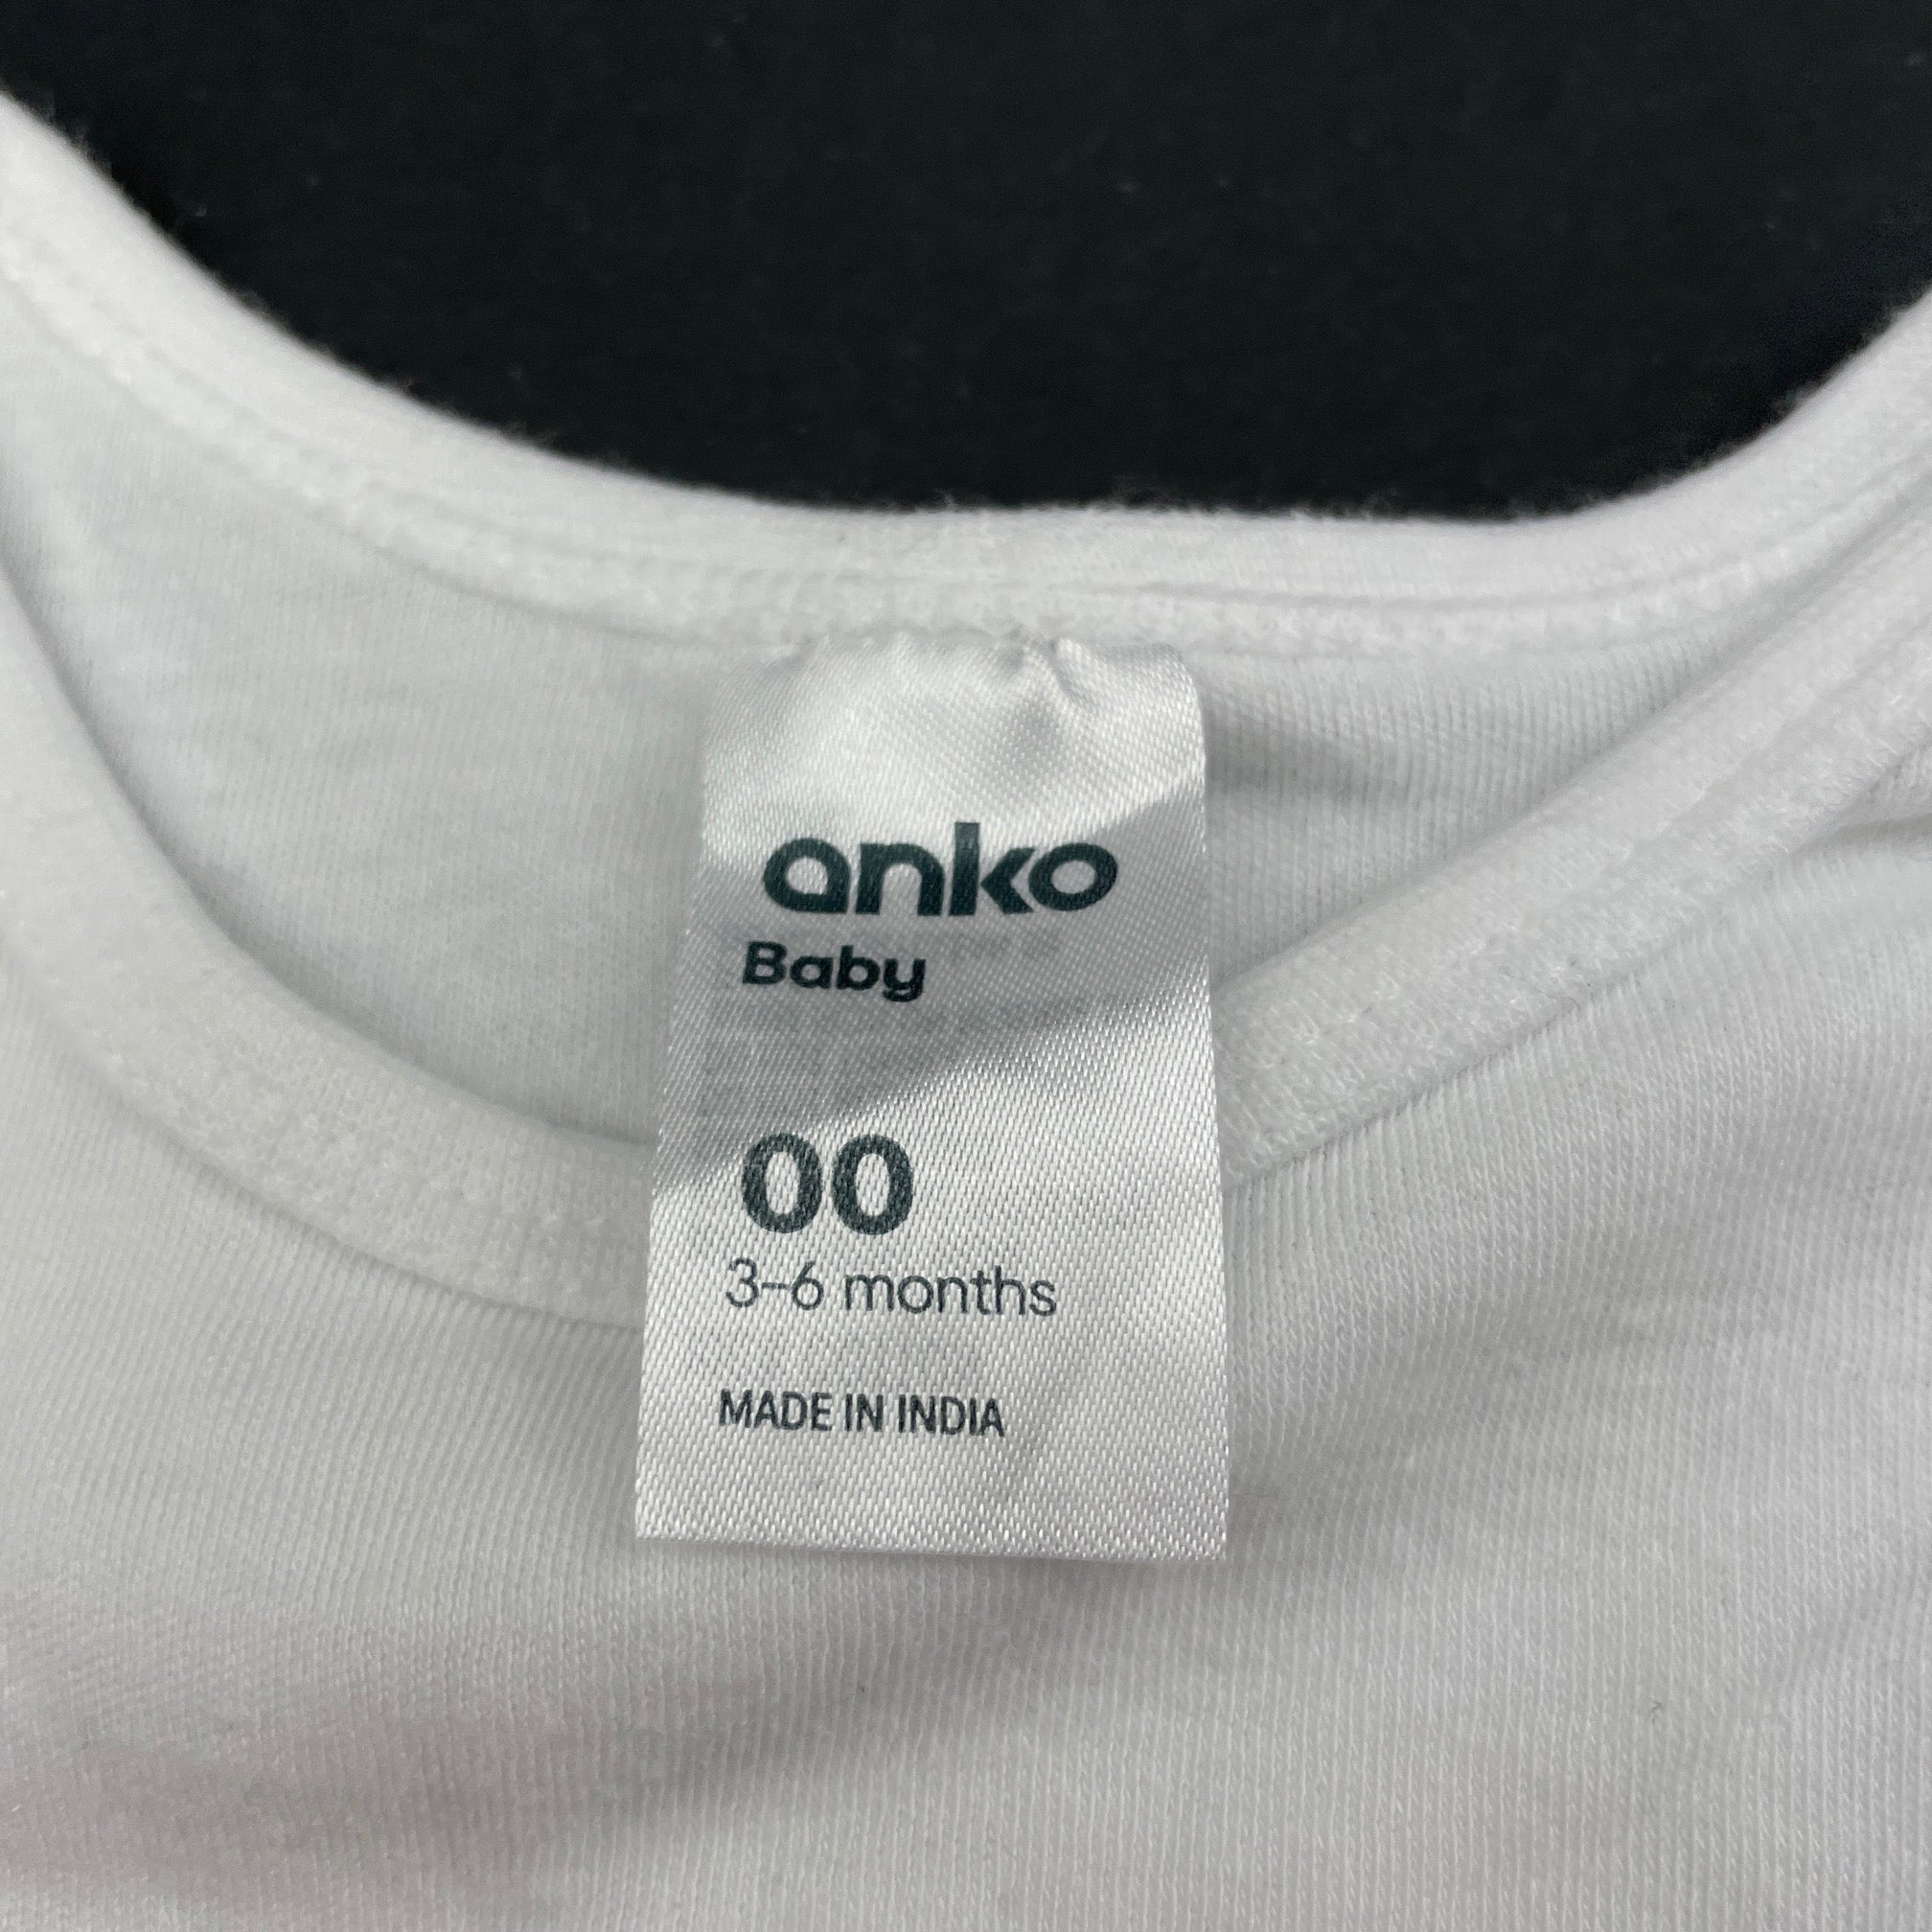 anko
Baby
00
3-6 months
MADE IN INDIA